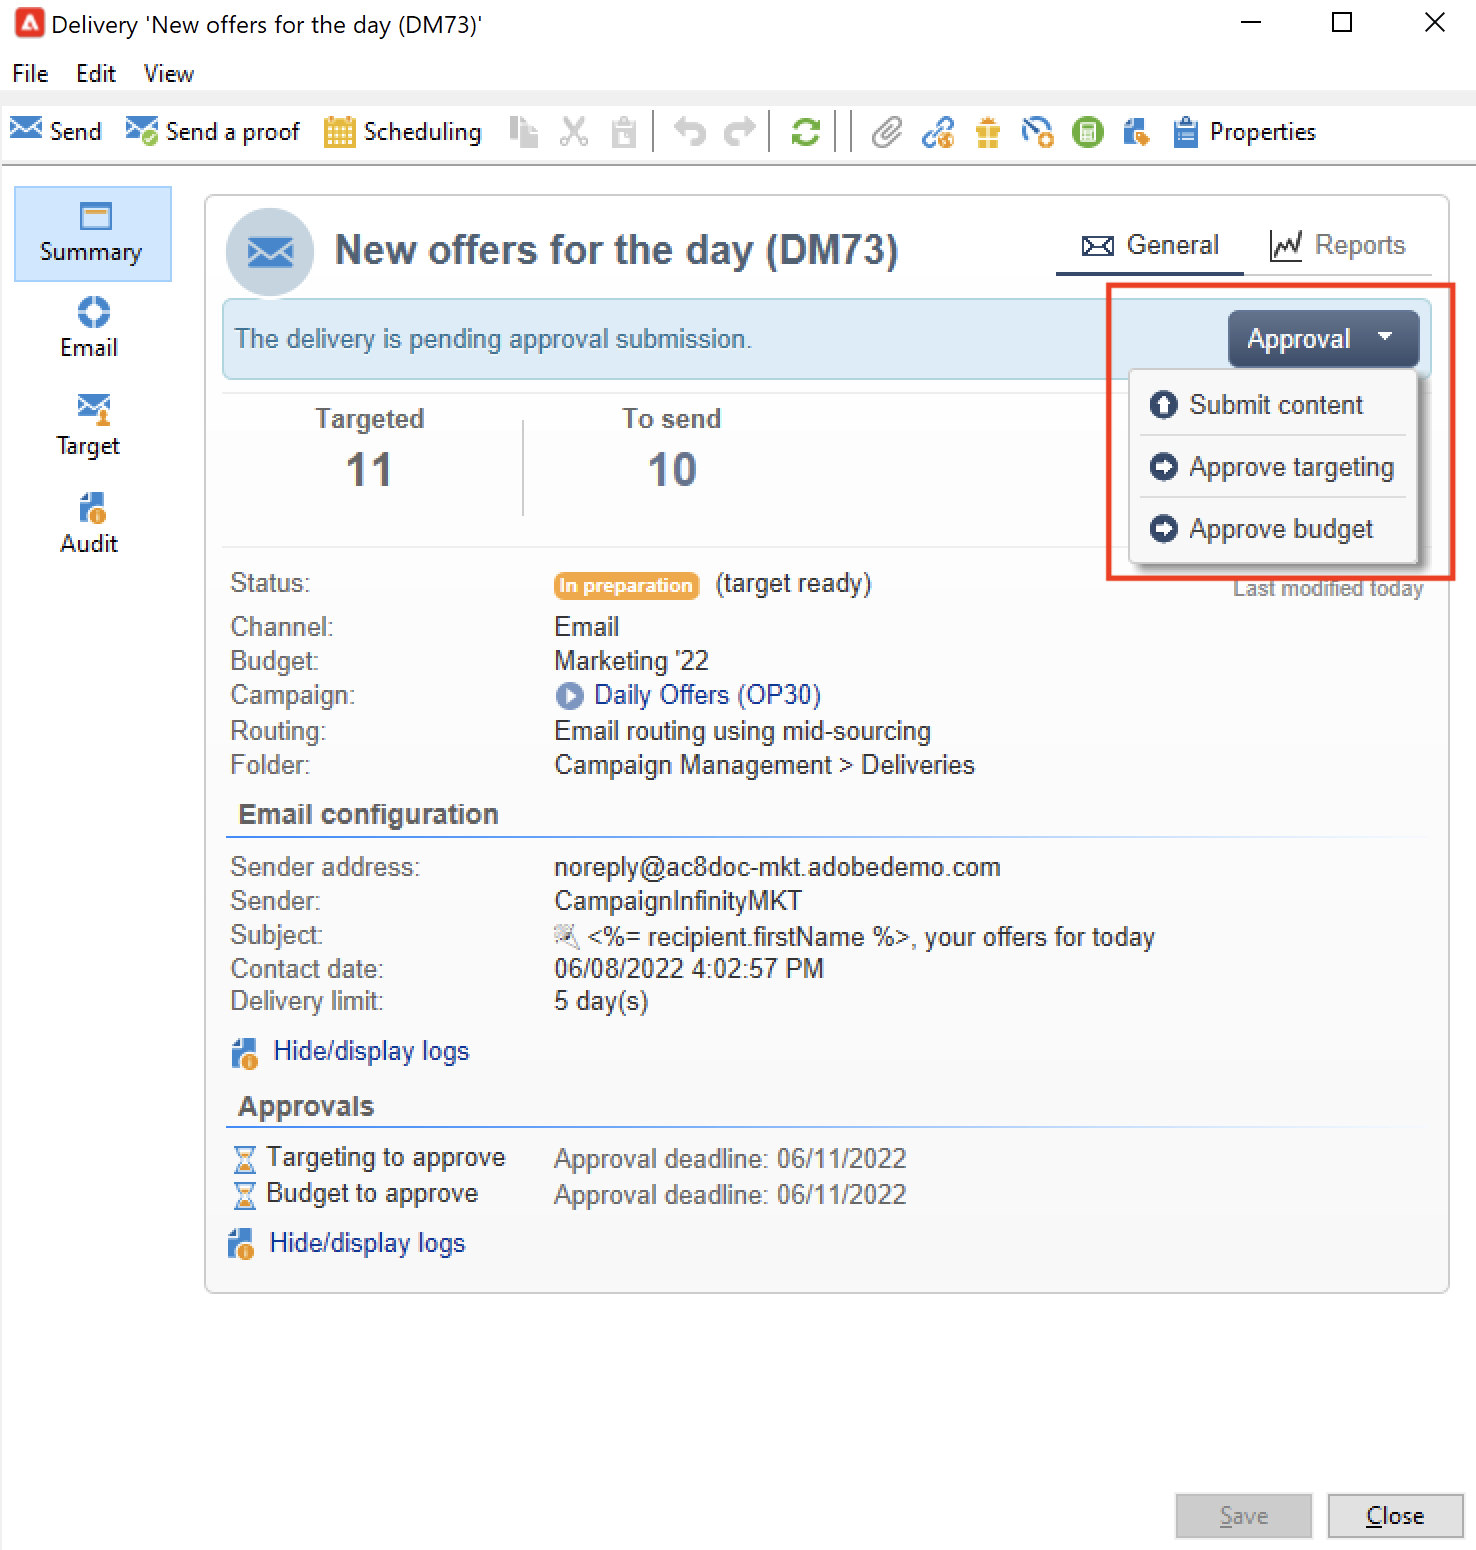 Delivery 'New offers for the day (DM73)'
File Edit View
Send Send a proof Scheduling Properties
Summary
Email
Target
Audit
New offers for the day (DM73)
General Reports
The delivery is pending approval submission.
Approval
Submit content
Approve targeting
Approve budget
Targeted To send
11 10
Status: In preparation (target ready)
Last modified today
Channel: Email
Budget: Marketing '22
Campaign: Daily Offers (OP30)
Routing: Email routing using mid-sourcing
Folder: Campaign Management > Deliveries
Email configuration
Sender address: noreply@ac8doc-mkt.adobedemo.com
Sender: CampaignInfinityMKT
Subject: <%= recipient.firstName %>, your offers for today
Contact date: 06/08/2022 4:02:57 PM
Delivery limit: 5 day(s)
Hide/display logs
Approvals
Targeting to approve Approval deadline: 06/11/2022
Budget to approve Approval deadline: 06/11/2022
Hide/display logs
Save Close